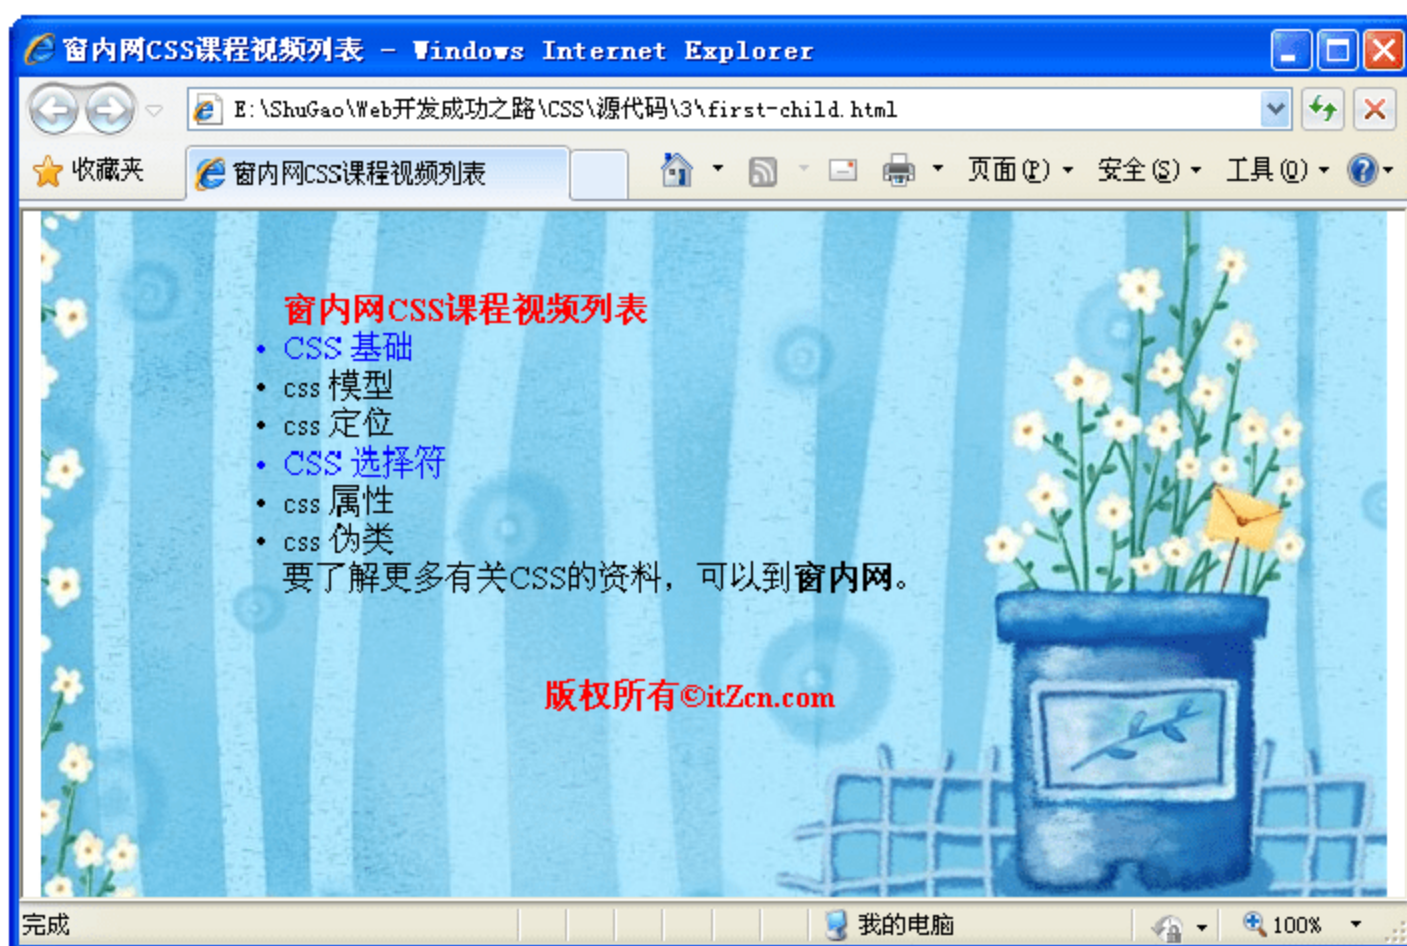 窗内网CSS课程视频列表 - Windows Internet Explorer
E:\ShuGao\Web开发成功之路\CSS\源代码\3\first-child.html
收藏夹 窗内网CSS课程视频列表 页面(P) 安全(S) 工具(O)
窗内网CSS课程视频列表
• CSS 基础
• css 模型
• css 定位
• CSS 选择符
• css 属性
• css 伪类
要了解更多有关CSS的资料，可以到窗内网。
版权所有©itZcn.com
完成 我的电脑 100%